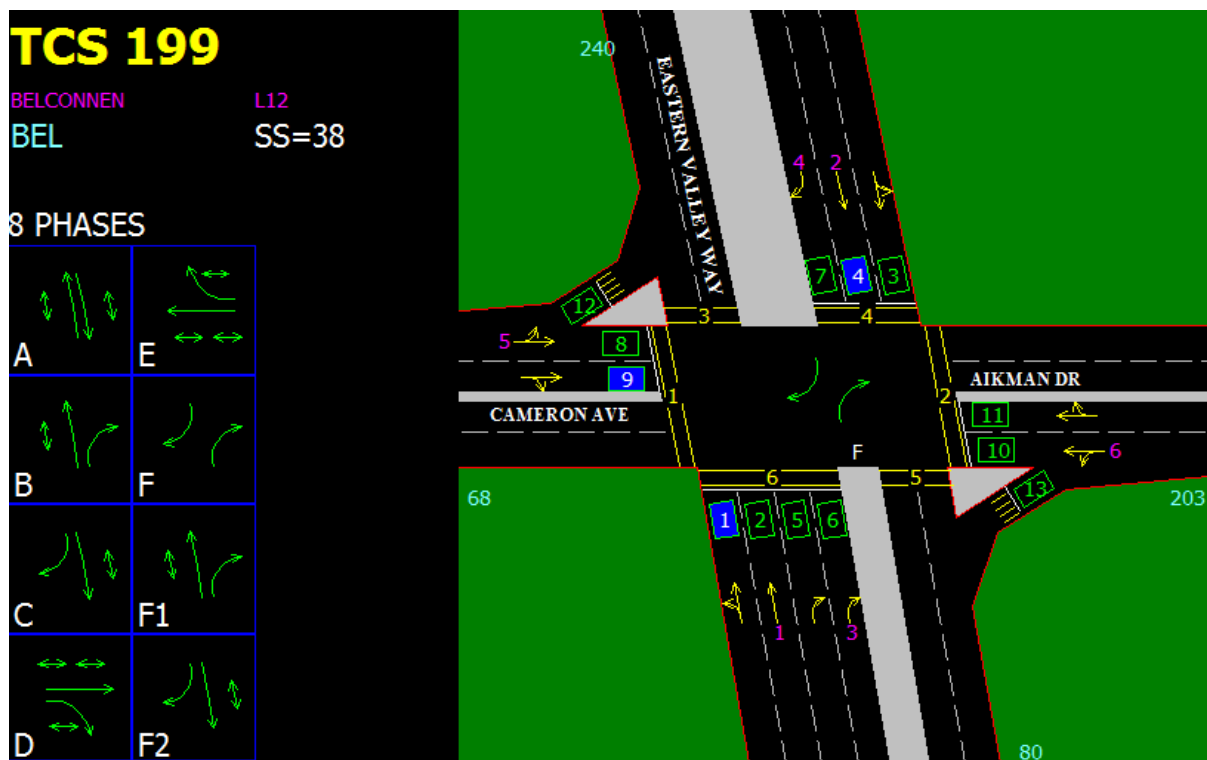 TCS 199
BELCONNEN L12
BEL SS=38
8 PHASES
A E
B F
C F1
D F2
240
EASTERN VALLEY WAY
4 2
7 4 3
12
3 4
5
8
9
1
2
AIKMAN DR
CAMERON AVE
11
10
6
F
6 5
13
68
203
1 2 5 6
1 3
80